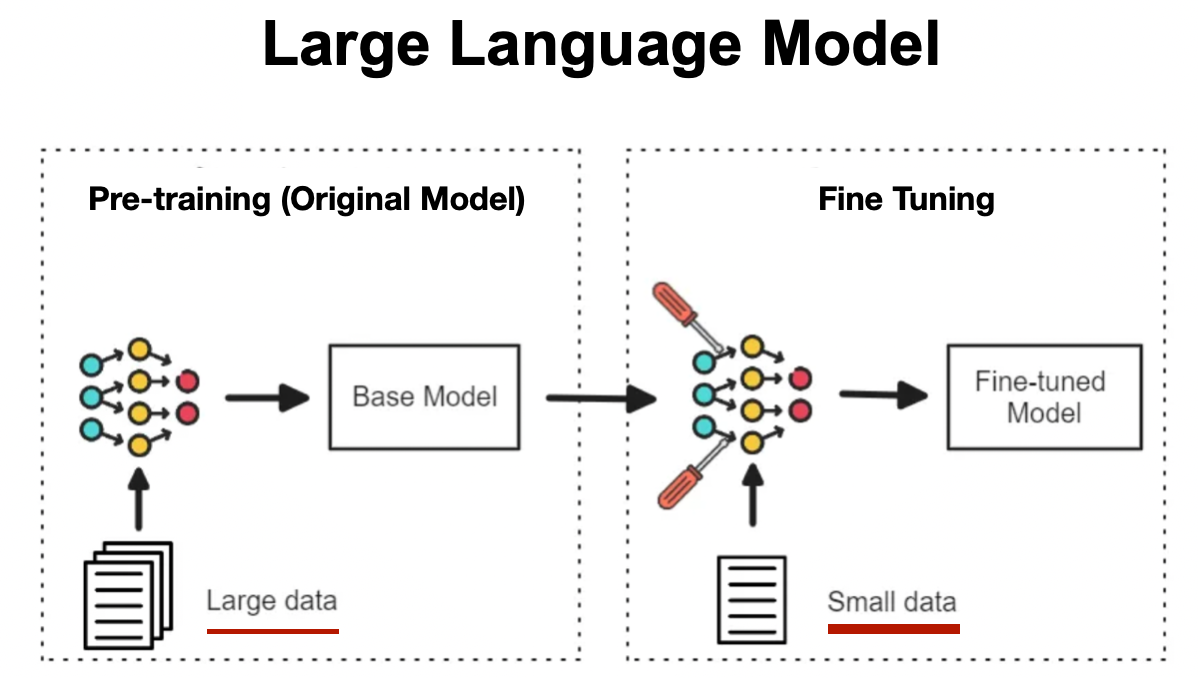 Large Language Model
Pre-training (Original Model)
Fine Tuning
Base Model
Fine-tuned
Model
Large data
Small data